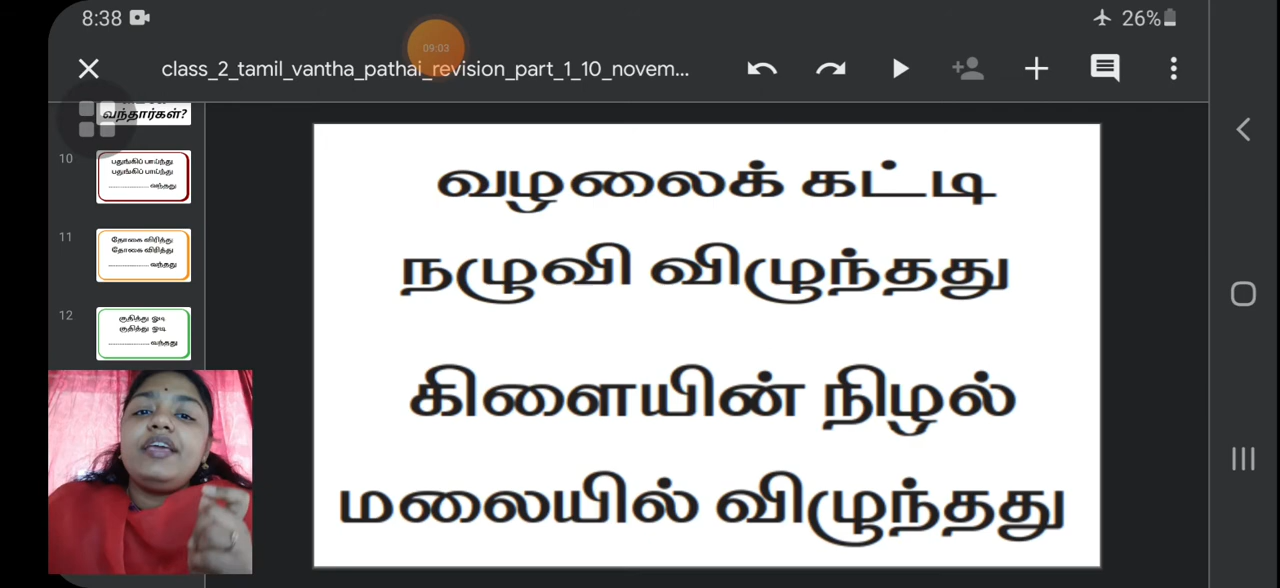 8:38
26%
09:03
class_2_tamil_vantha_pathai_revision_part_1_10_novem...
வந்தார்கள்?
10
பதுங்கிப் பாய்ந்து
பதுங்கிப் பாய்ந்து
..................... வந்தது
11
தோகை விரித்து
தோகை விரித்து
..................... வந்தது
12
குதித்து ஓடி
குதித்து ஓடி
..................... வந்தது
வழலைக் கட்டி
நழுவி விழுந்தது
கிளையின் நிழல்
மலையில் விழுந்தது